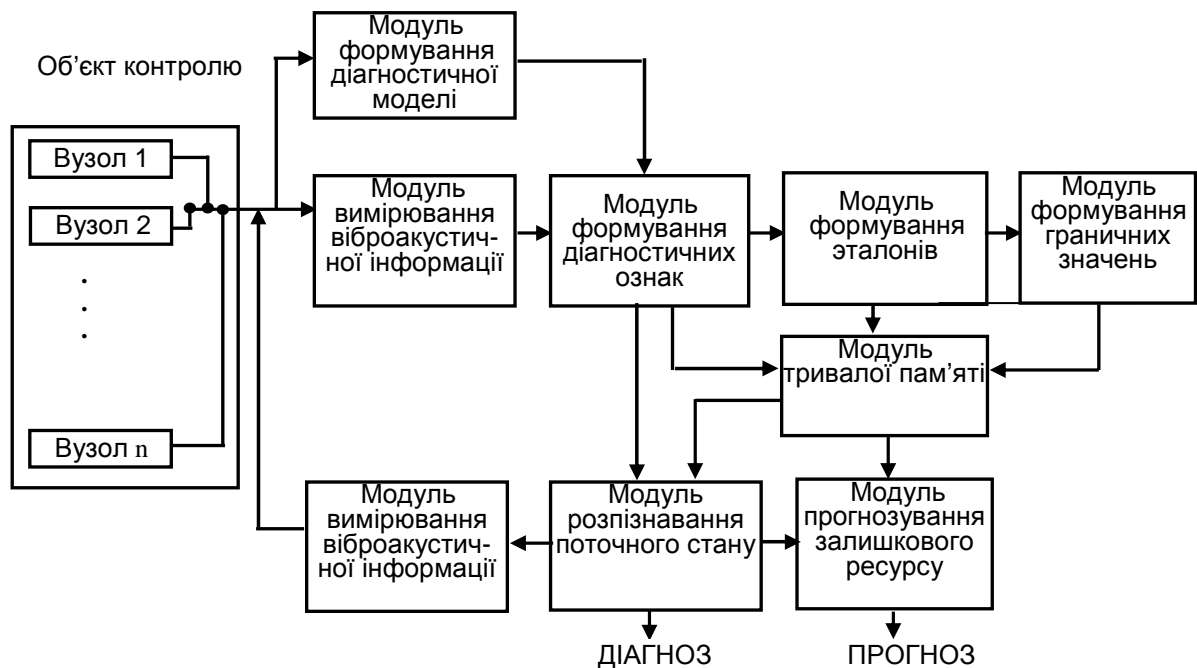 Об’єкт контролю
Вузол 1
Вузол 2
Вузол n
Модуль
формування
діагностичної
моделі
Модуль
вимірювання
віброакустич-
ної інформації
Модуль
формування
діагностичних
ознак
Модуль
формування
эталонів
Модуль
формування
граничних
значень
Модуль
тривалої пам’яті
Модуль
вимірювання
віброакустич-
ної інформації
Модуль
розпізнавання
поточного стану
Модуль
прогнозування
залишкового
ресурсу
ДІАГНОЗ
ПРОГНОЗ